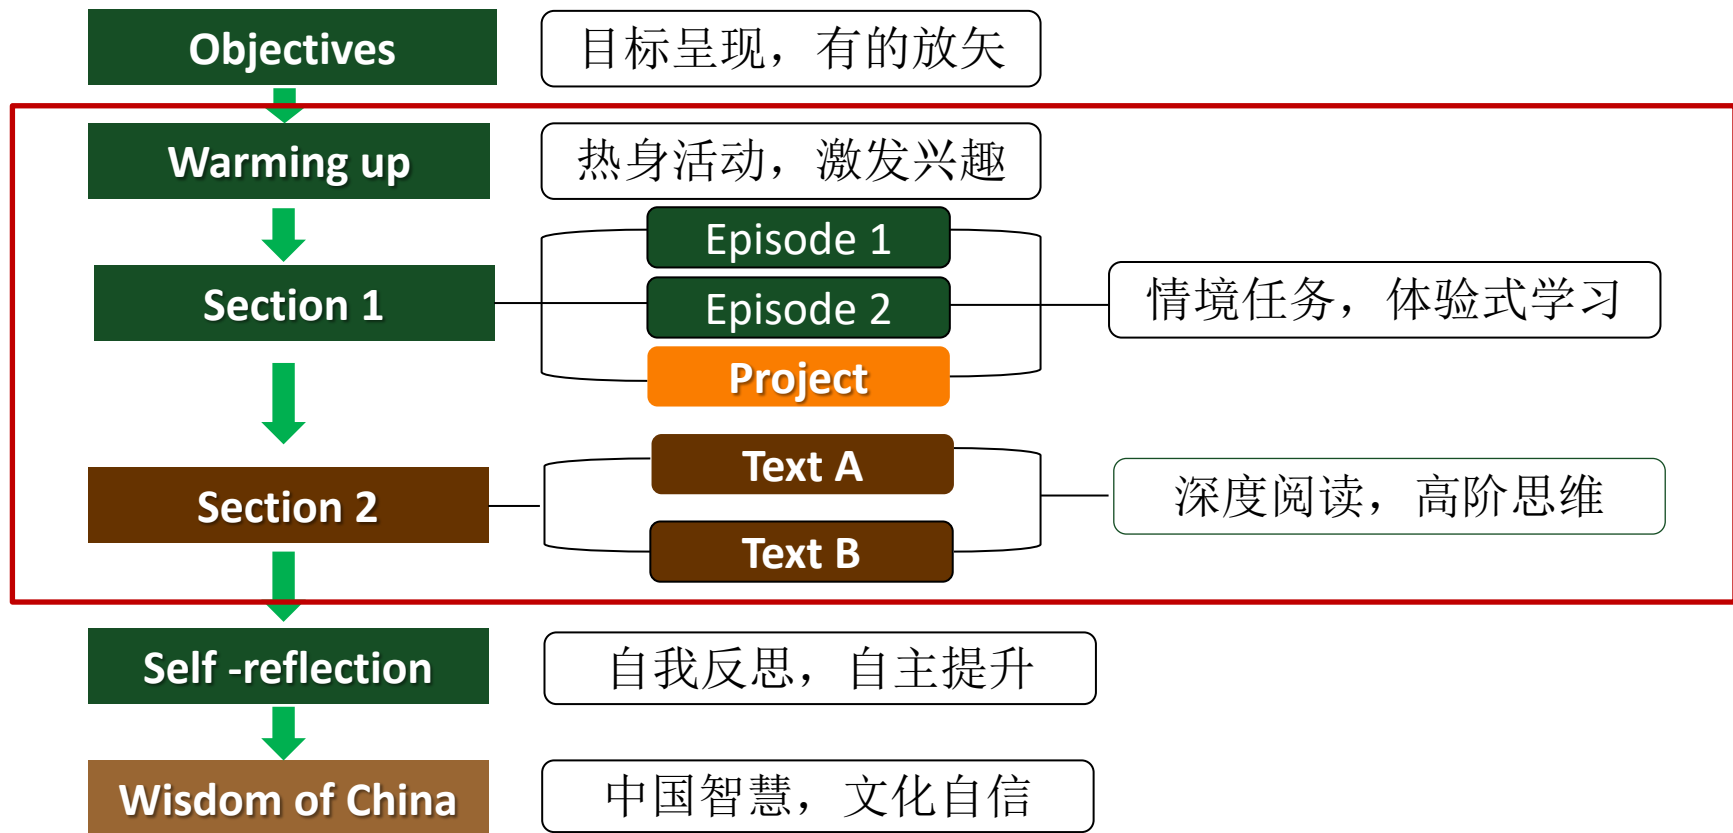 Objectives
目标呈现，有的放矢
Warming up
热身活动，激发兴趣
Section 1
Episode 1
Episode 2
Project
情境任务，体验式学习
Section 2
Text A
Text B
深度阅读，高阶思维
Self -reflection
自我反思，自主提升
Wisdom of China
中国智慧，文化自信